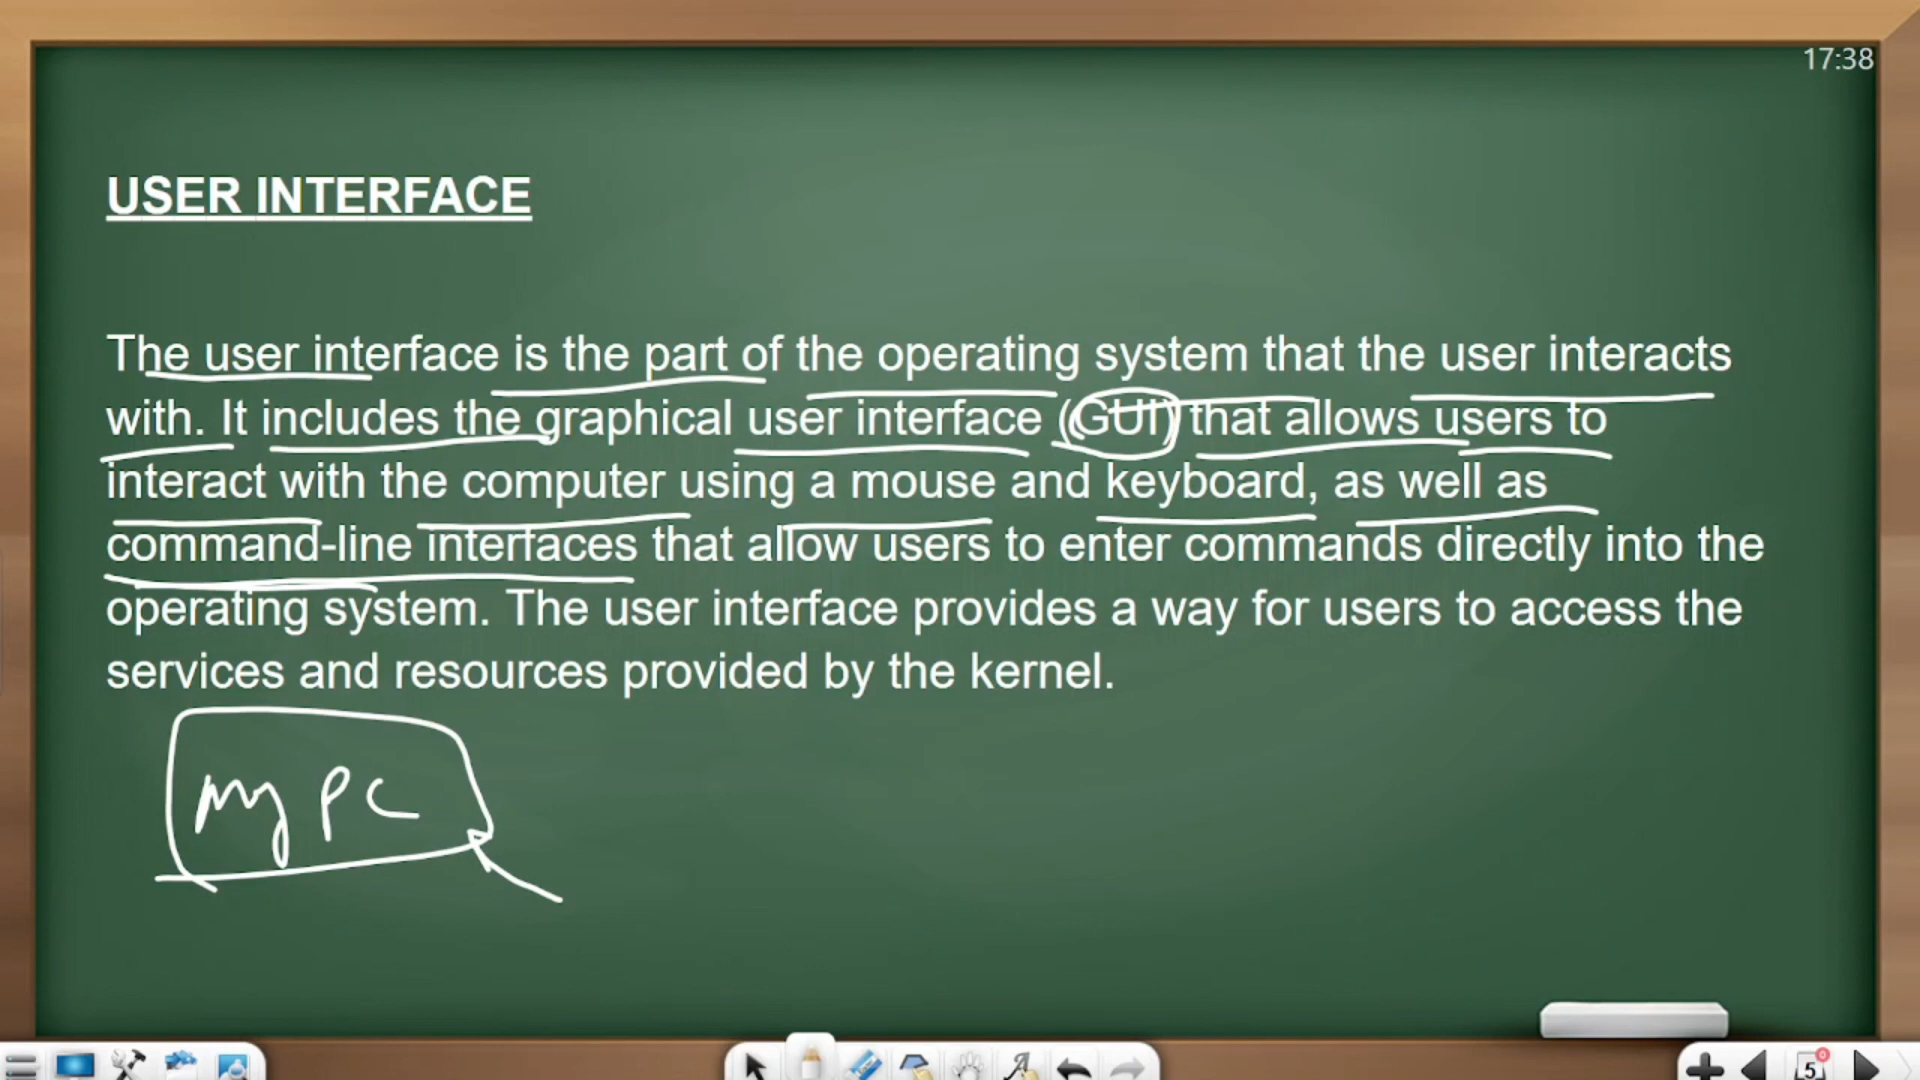 17:38
USER INTERFACE
The user interface is the part of the operating system that the user interacts
with. It includes the graphical user interface (GUI) that allows users to
interact with the computer using a mouse and keyboard, as well as
command-line interfaces that allow users to enter commands directly into the
operating system. The user interface provides a way for users to access the
services and resources provided by the kernel.
my PC
5
0